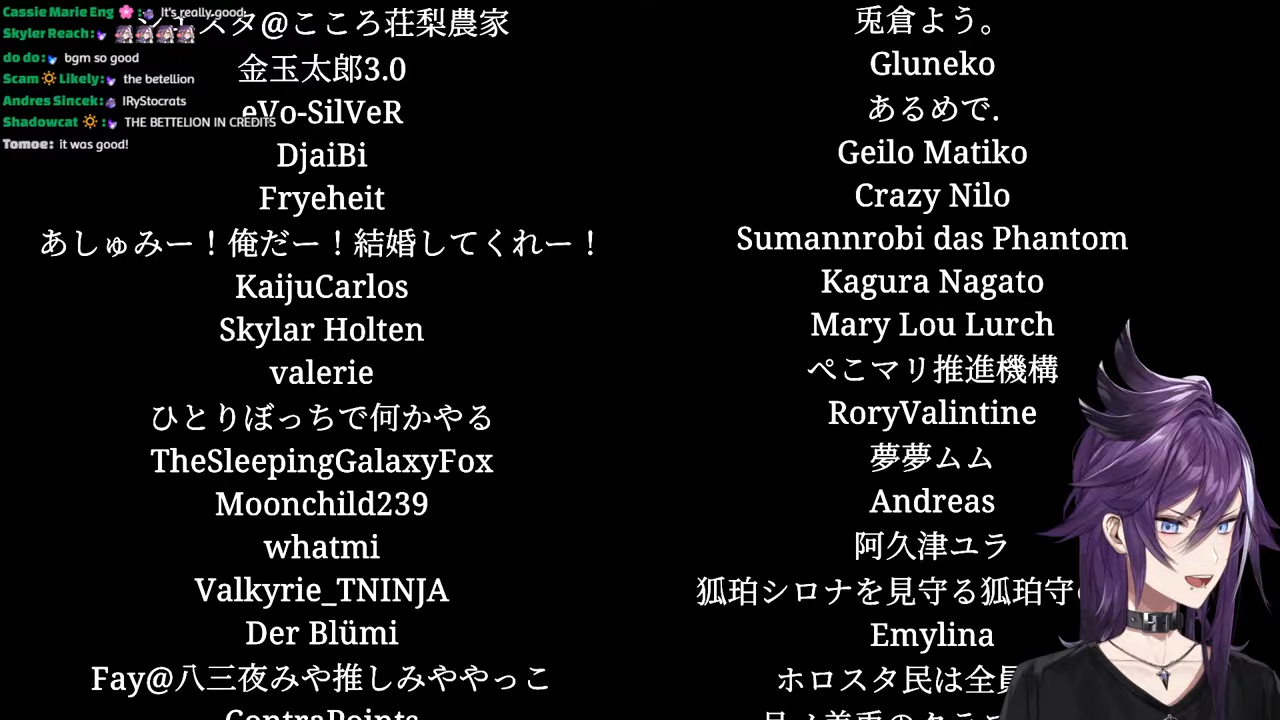 Cassie Marie Eng 🌸 : It's really good.
Skyler Reach:
do do: bgm so good
Scam 🔅 Likely: the betellion
Andres Sincek: IRyStocrats
Shadowcat 🔅 : THE BETTELION IN CREDITS
Tomoe: it was good!
シェスタ@こころ荘梨農家
金玉太郎3.0
eVo-SilVeR
DjaiBi
Fryeheit
あしゅみー！俺だー！結婚してくれー！
KaijuCarlos
Skylar Holten
valerie
ひとりぼっちで何かやる
TheSleepingGalaxyFox
Moonchild239
whatmi
Valkyrie_TNINJA
Der Blümi
Fay@八三夜みや推しみややっこ
ContraPoints
兎倉よう。
Gluneko
あるめで.
Geilo Matiko
Crazy Nilo
Sumannrobi das Phantom
Kagura Nagato
Mary Lou Lurch
ぺこマリ推進機構
RoryValintine
夢夢ムム
Andreas
阿久津ユラ
狐珀シロナを見守る狐珀守
Emylina
ホロスタ民は全員